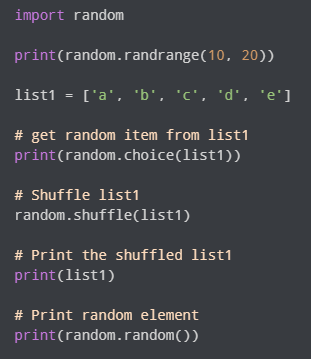 import random
print(random.randrange(10, 20))
list1 = ['a', 'b', 'c', 'd', 'e']
# get random item from list1
print(random.choice(list1))
# Shuffle list1
random.shuffle(list1)
# Print the shuffled list1
print(list1)
# Print random element
print(random.random())